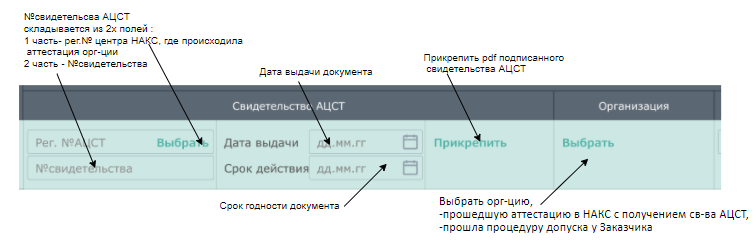 №свидетельсва АЦСТ
складывается из 2х полей :
1 часть- рег.№ центра НАКС, где происходила
аттестация орг-ции
2 часть - №свидетельства
Дата выдачи документа
Прикрепить pdf подписанного
свидетельства АЦСТ
Свидетельство АЦСТ
Организация
Рег. №АЦСТ Выбрать
Дата выдачи дд.мм.гг
Прикрепить
Выбрать
№свидетельства
Срок действия дд.мм.гг
Срок годности документа
Выбрать орг-цию,
-прошедшую аттестацию в НАКС с получением св-ва АЦСТ,
-прошла процедуру допуска у Заказчика